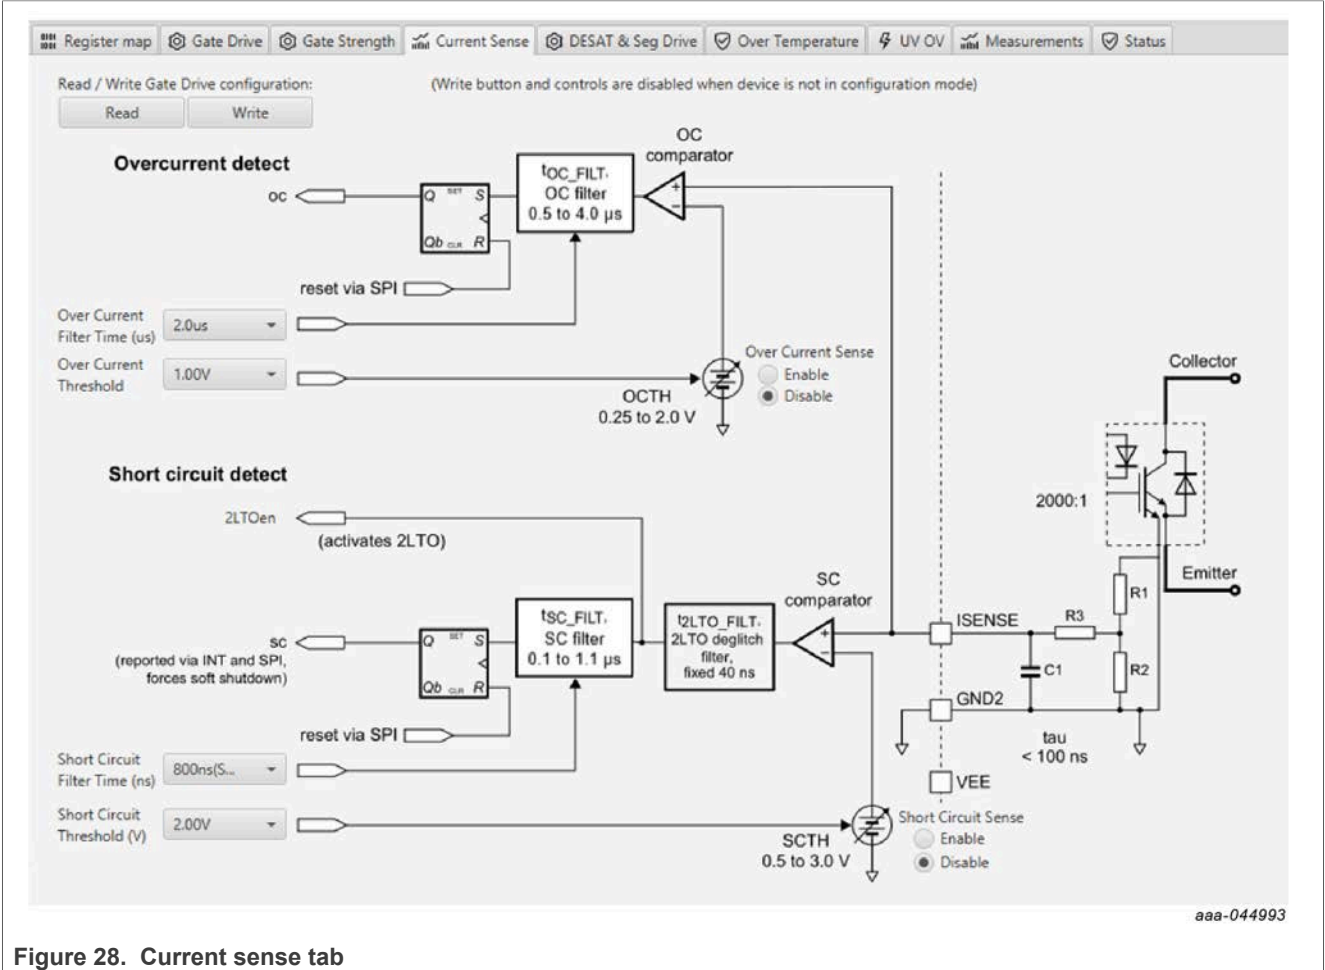 Register map Gate Drive Gate Strength Current Sense DESAT & Seg Drive Over Temperature UV OV Measurements Status
Read / Write Gate Drive configuration: (Write button and controls are disabled when device is not in configuration mode)
Read Write
Overcurrent detect
OC
comparator
tOC_FILT,
OC filter
0.5 to 4.0 µs
+
−
oc
Q SET S
Qb CLR R
reset via SPI
Over Current
Filter Time (us)
2.0us
Over Current
Threshold
1.00V
OCTH
0.25 to 2.0 V
Over Current Sense
Enable
Disable
Collector
2000:1
Emitter
Short circuit detect
2LTOen
(activates 2LTO)
SC
comparator
tSC_FILT,
SC filter
0.1 to 1.1 µs
t2LTO_FILT,
2LTO deglitch
filter,
fixed 40 ns
+
−
ISENSE
R3
R1
R2
C1
GND2
tau
< 100 ns
VEE
sc
(reported via INT and SPI,
forces soft shutdown)
Q SET S
Qb CLR R
reset via SPI
Short Circuit
Filter Time (ns)
800ns(S...
Short Circuit
Threshold (V)
2.00V
SCTH
0.5 to 3.0 V
Short Circuit Sense
Enable
Disable
aaa-044993
Figure 28. Current sense tab